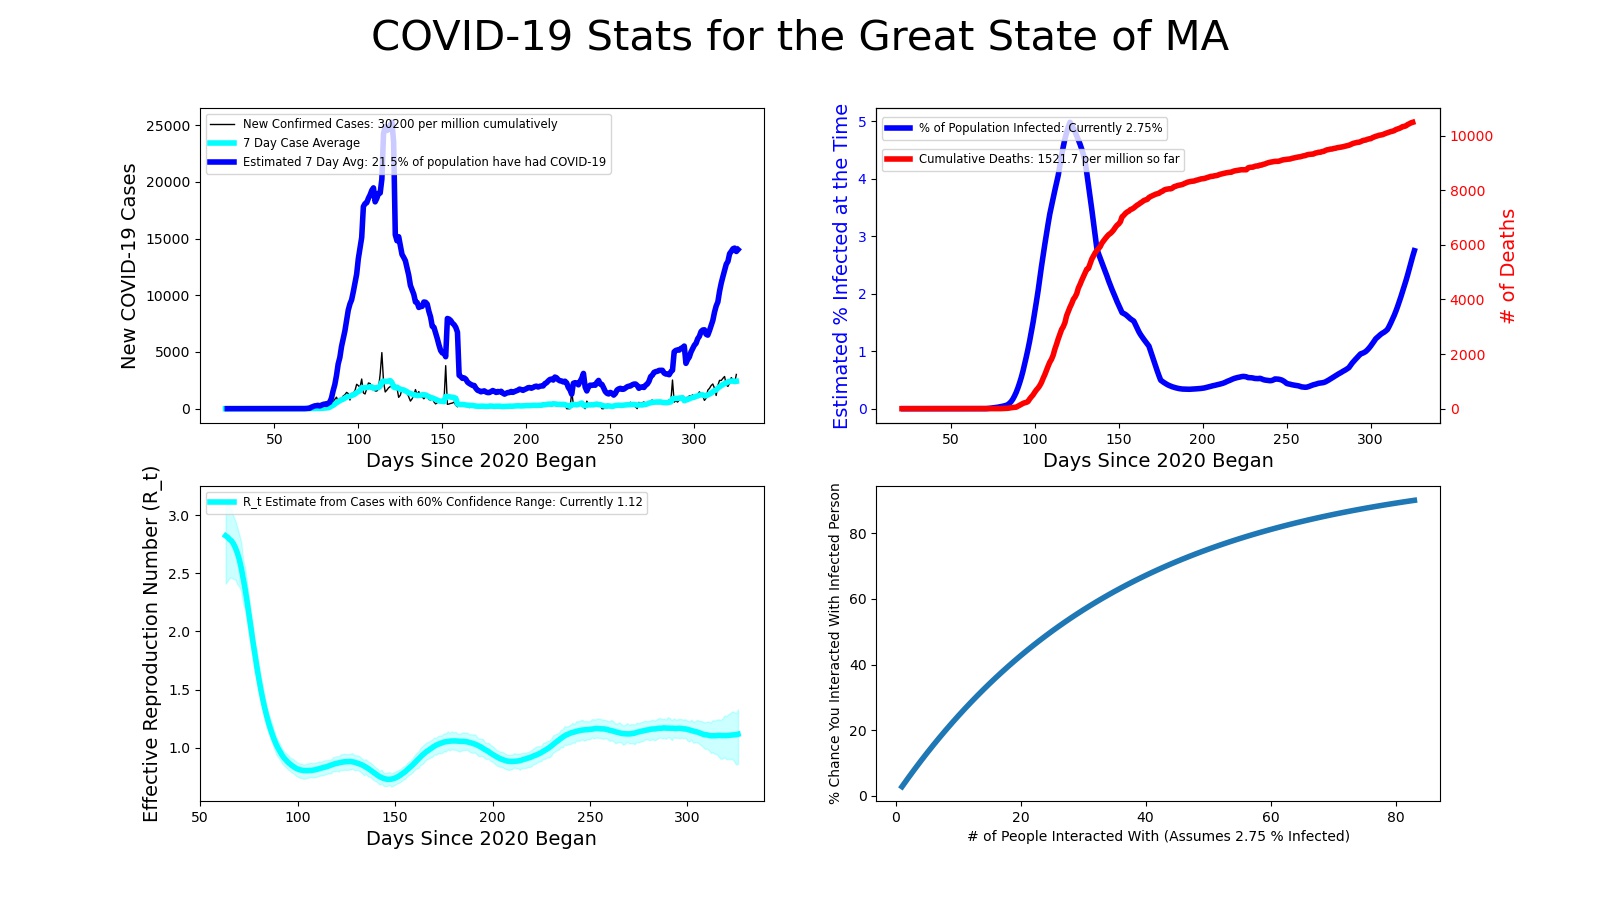 COVID-19 Stats for the Great State of MA
New COVID-19 Cases
25000
20000
15000
10000
5000
0
New Confirmed Cases: 30200 per million cumulatively
7 Day Case Average
Estimated 7 Day Avg: 21.5% of population have had COVID-19
50 100 150 200 250 300
Days Since 2020 Began
Estimated % Infected at the Time
5
4
3
2
1
0
% of Population Infected: Currently 2.75%
Cumulative Deaths: 1521.7 per million so far
10000
8000
6000
4000
2000
0
# of Deaths
50 100 150 200 250 300
Days Since 2020 Began
Effective Reproduction Number (R_t)
3.0
2.5
2.0
1.5
1.0
R_t Estimate from Cases with 60% Confidence Range: Currently 1.12
50 100 150 200 250 300
Days Since 2020 Began
% Chance You Interacted With Infected Person
80
60
40
20
0
0 20 40 60 80
# of People Interacted With (Assumes 2.75 % Infected)